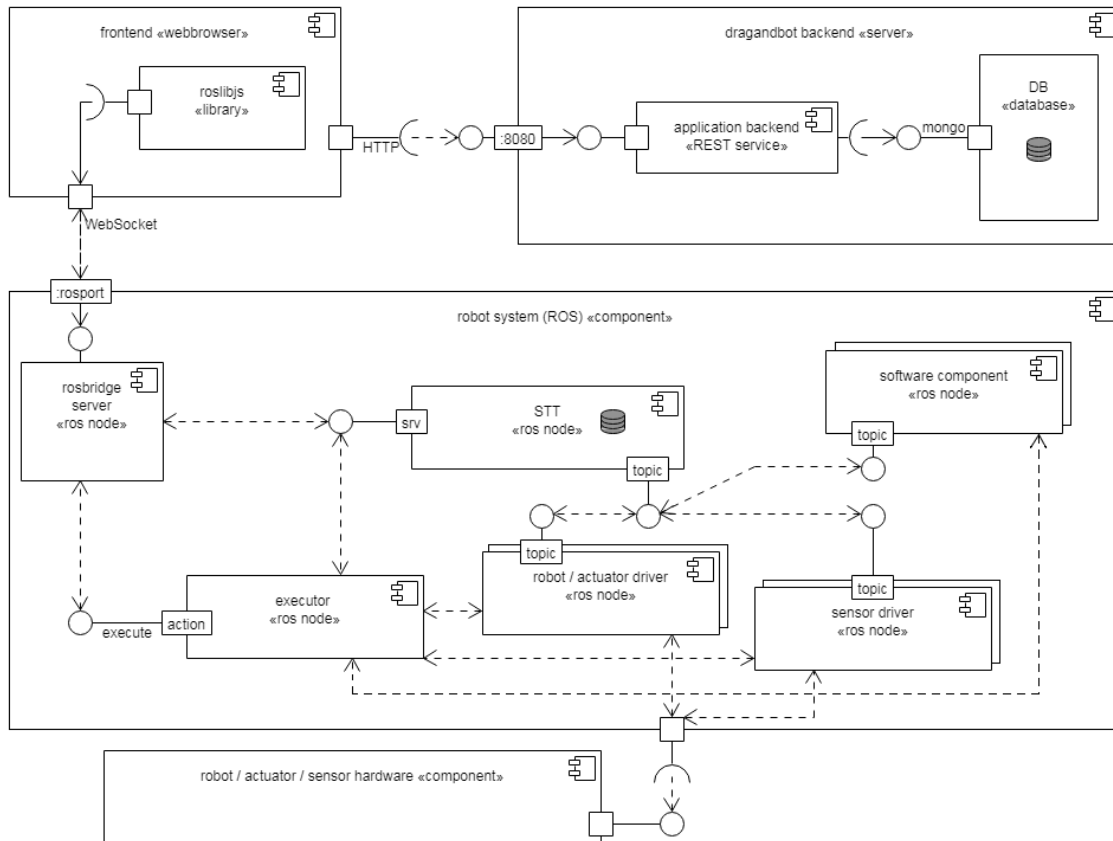 frontend «webbrowser»
roslibjs
«library»
HTTP
WebSocket
dragandbot backend «server»
:8080
application backend
«REST service»
mongo
DB
«database»
:rosport
robot system (ROS) «component»
rosbridge
server
«ros node»
STT
«ros node»
srv
topic
software component
«ros node»
topic
topic
robot / actuator driver
«ros node»
topic
sensor driver
«ros node»
executor
«ros node»
action
execute
robot / actuator / sensor hardware «component»